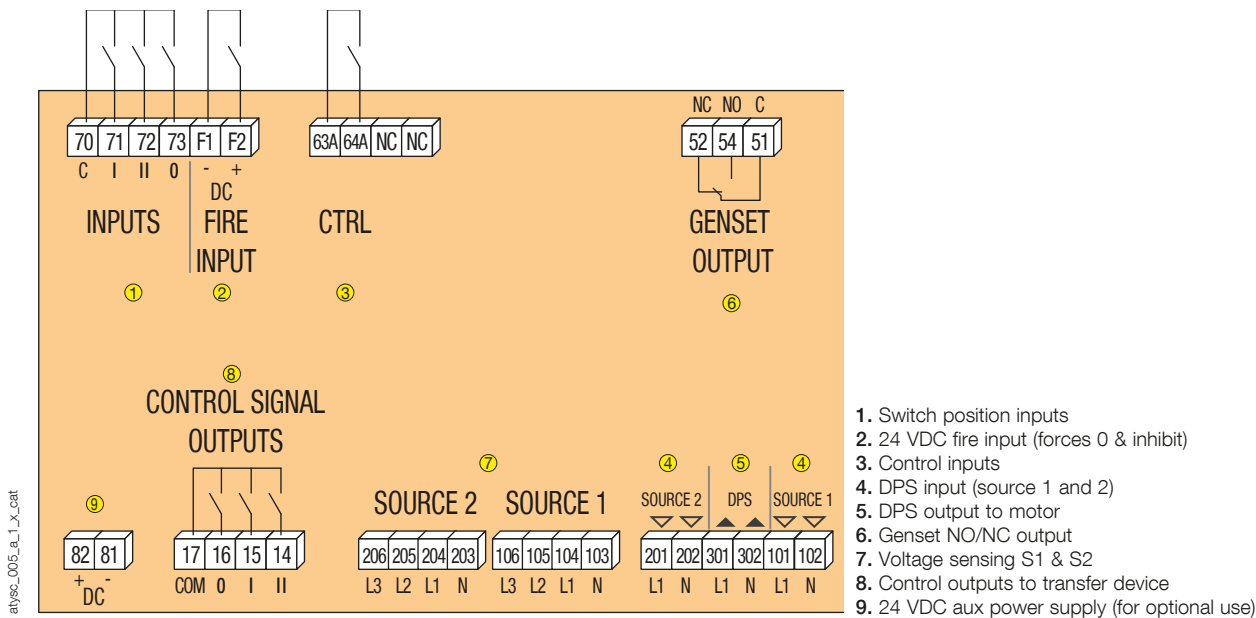 NC NO C
70 71 72 73 F1 F2
63A 64A NC NC
52 54 51
C I II 0 - +
DC
INPUTS
FIRE
INPUT
CTRL
GENSET
OUTPUT
1
2
3
6
8
CONTROL SIGNAL
OUTPUTS
7
4
5
4
9
SOURCE 2 SOURCE 1
SOURCE 2 DPS SOURCE 1
82 81
17 16 15 14
206 205 204 203
106 105 104 103
201 202 301 302 101 102
+ -
DC
COM 0 I II
L3 L2 L1 N
L3 L2 L1 N
L1 N L1 N L1 N
atysc_005_a_1_x_cat
1. Switch position inputs
2. 24 VDC fire input (forces 0 & inhibit)
3. Control inputs
4. DPS input (source 1 and 2)
5. DPS output to motor
6. Genset NO/NC output
7. Voltage sensing S1 & S2
8. Control outputs to transfer device
9. 24 VDC aux power supply (for optional use)